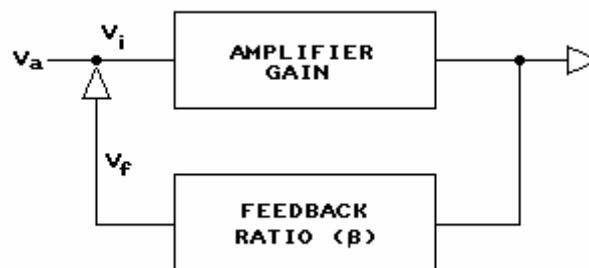 Vi
AMPLIFIER
GAIN
Va
Vf
FEEDBACK
RATIO (β)